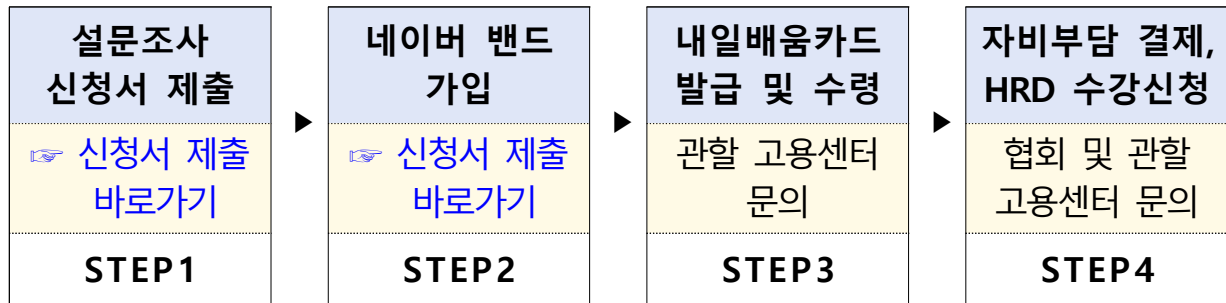 설문조사
신청서 제출
☞ 신청서 제출
바로가기
STEP1
▶
네이버 밴드
가입
☞ 신청서 제출
바로가기
STEP2
▶
내일배움카드
발급 및 수령
관할 고용센터
문의
STEP3
▶
자비부담 결제,
HRD 수강신청
협회 및 관할
고용센터 문의
STEP4